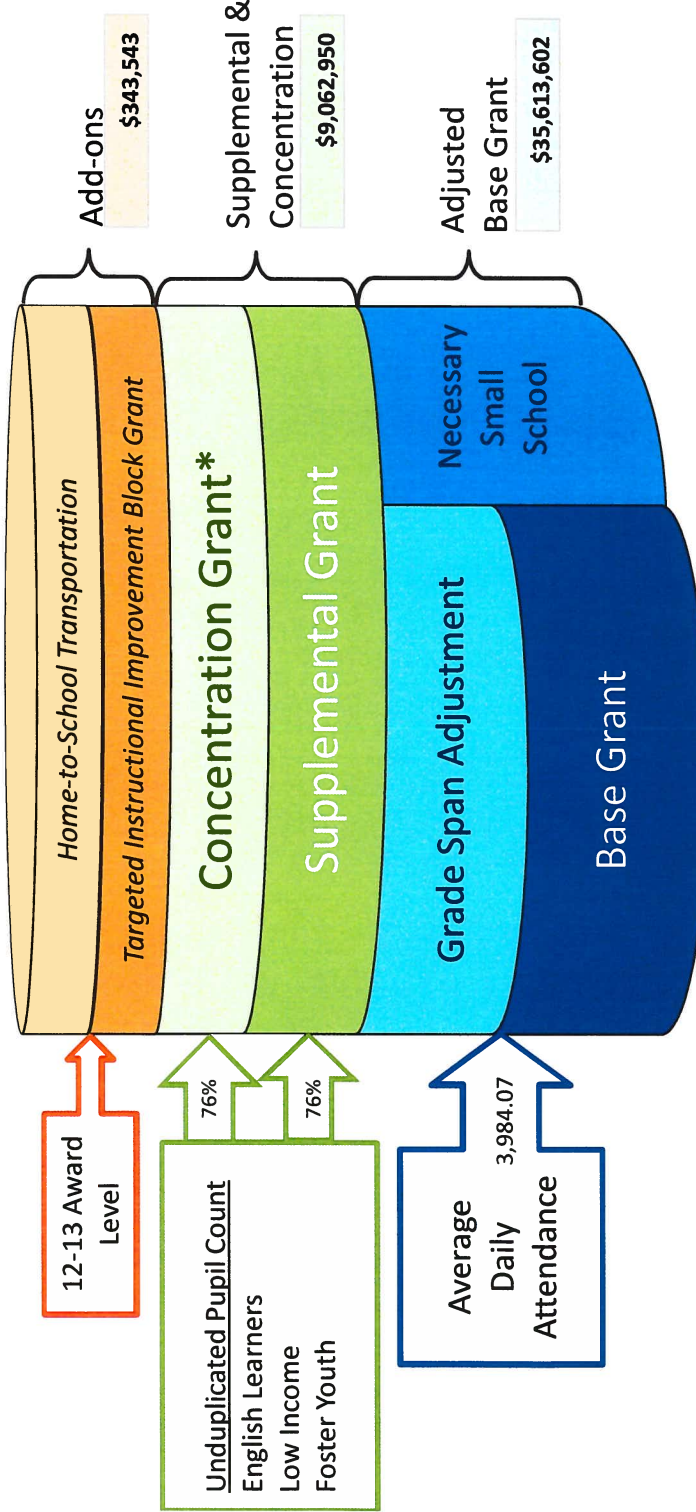 12-13 Award
Level
Unduplicated Pupil Count
English Learners
Low Income
Foster Youth
76%
76%
Average
Daily
Attendance
3,984.07
Home-to-School Transportation
Targeted Instructional Improvement Block Grant
Concentration Grant*
Supplemental Grant
Grade Span Adjustment
Base Grant
Necessary
Small
School
Add-ons
$343,543
Supplemental &
Concentration
$9,062,950
Adjusted
Base Grant
$35,613,602